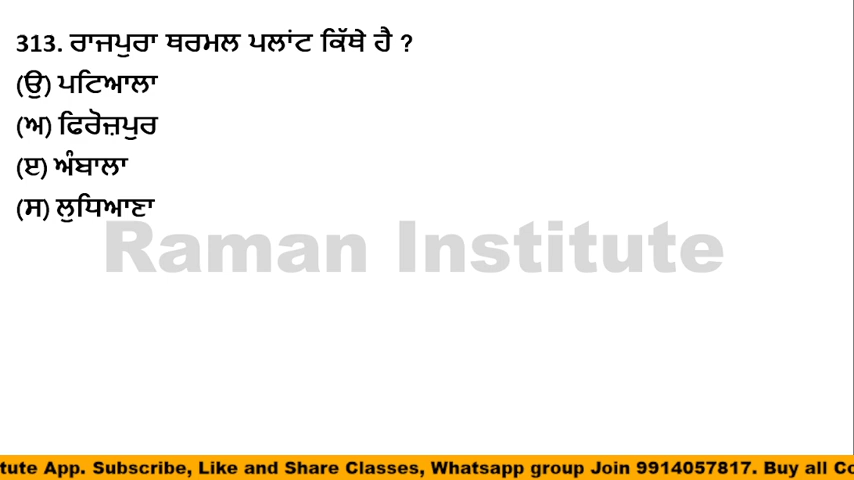 313. ਰਾਜਪੁਰਾ ਥਰਮਲ ਪਲਾਂਟ ਕਿੱਥੇ ਹੈ ?
(ੳ) ਪਟਿਆਲਾ
(ਅ) ਫਿਰੋਜ਼ਪੁਰ
(ੲ) ਅੰਬਾਲਾ
(ਸ) ਲੁਧਿਆਣਾ
Raman Institute
tute App. Subscribe, Like and Share Classes, Whatsapp group Join 9914057817. Buy all Co